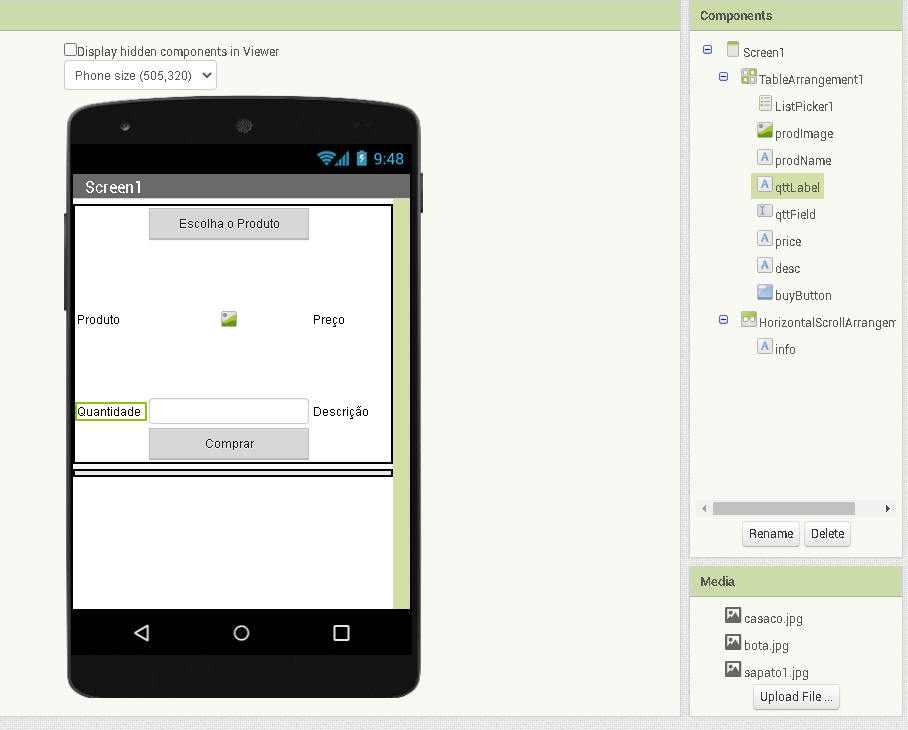 Components
Display hidden components in Viewer
Phone size (505,320)
9:48
Screen1
Escolha o Produto
Produto
Preço
Quantidade
Descrição
Comprar
Screen1
TableArrangement1
ListPicker1
prodImage
prodName
qttLabel
qttField
price
desc
buyButton
HorizontalScrollArrangem
info
Rename
Delete
Media
casaco.jpg
bota.jpg
sapato1.jpg
Upload File ...